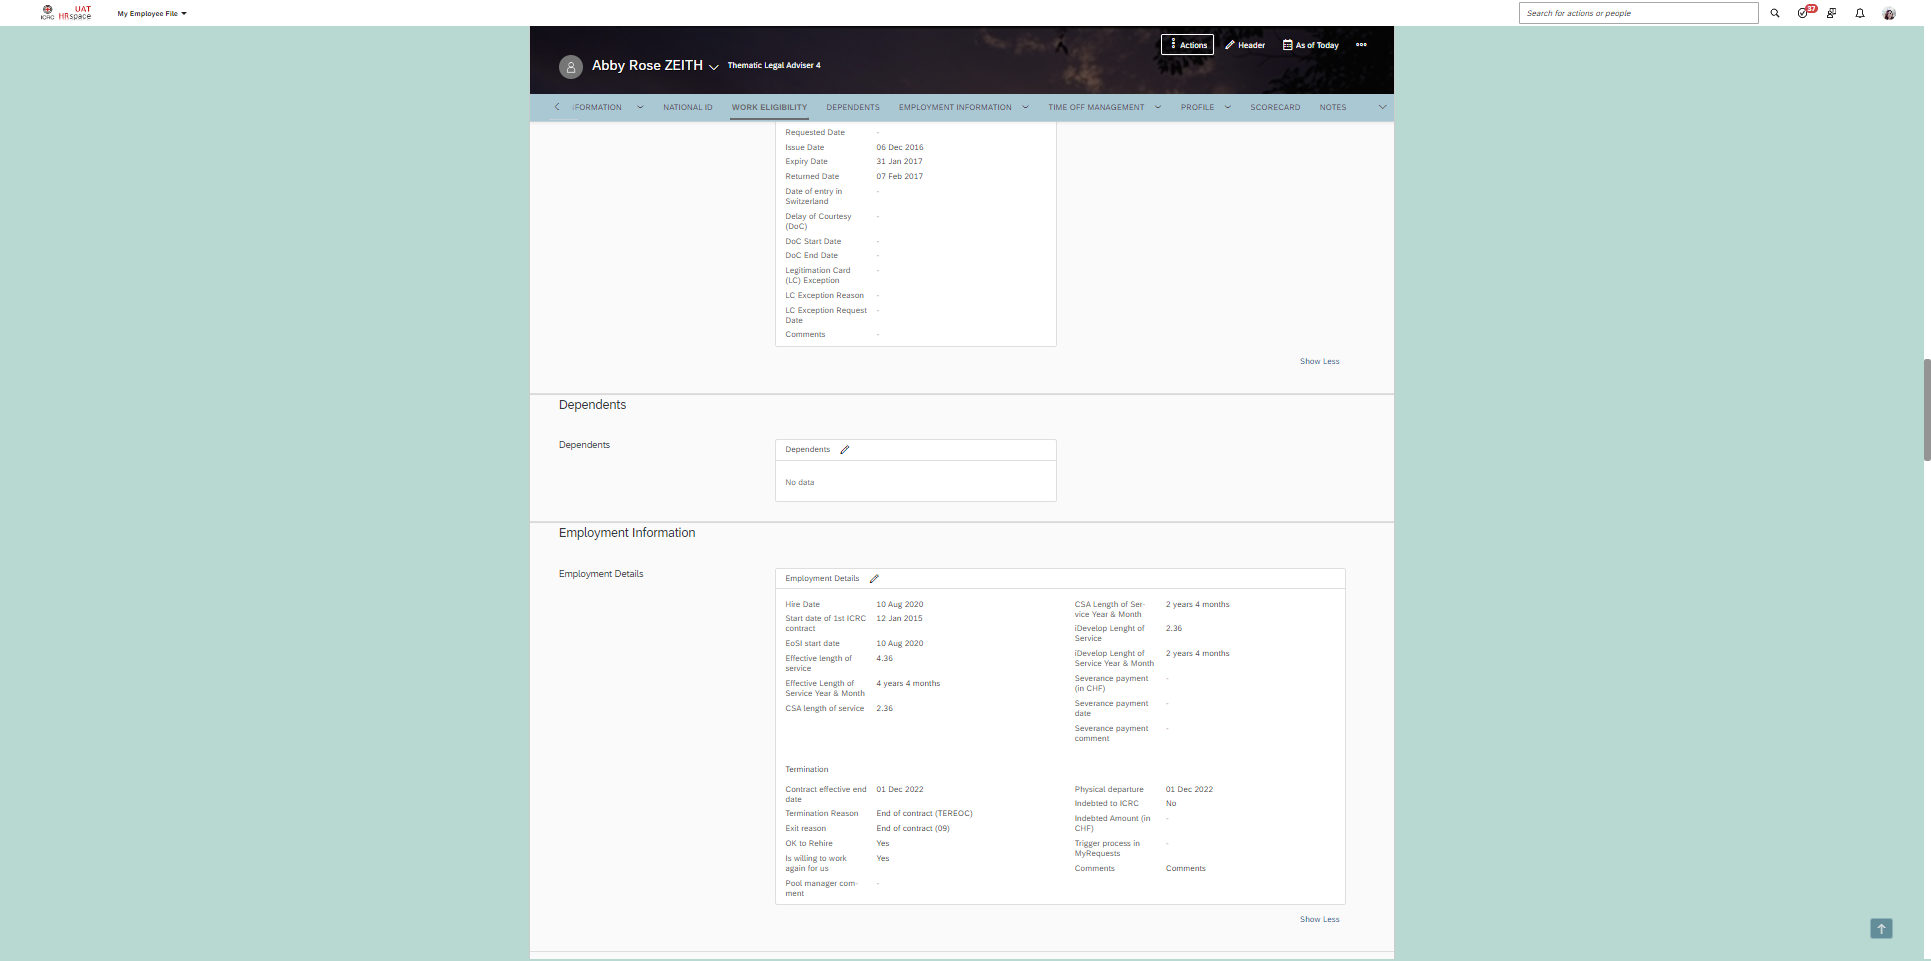 ICRC
UAT
HRspace
My Employee File
Search for actions or people
37
Abby Rose ZEITH
Thematic Legal Adviser 4
Actions
Header
As of Today
FORMATION
NATIONAL ID
WORK ELIGIBILITY
DEPENDENTS
EMPLOYMENT INFORMATION
TIME OFF MANAGEMENT
PROFILE
SCORECARD
NOTES
Requested Date -
Issue Date 06 Dec 2016
Expiry Date 31 Jan 2017
Returned Date 07 Feb 2017
Date of entry in -
Switzerland
Delay of Courtesy -
(DoC)
DoC Start Date -
DoC End Date -
Legitimation Card -
(LC) Exception
LC Exception Reason -
LC Exception Request -
Date
Comments -
Show Less
Dependents
Dependents
Dependents
No data
Employment Information
Employment Details
Employment Details
Hire Date 10 Aug 2020
Start date of 1st ICRC 12 Jan 2015
contract
EoSI start date 10 Aug 2020
Effective length of 4.36
service
Effective Length of 4 years 4 months
Service Year & Month
CSA length of service 2.36
CSA Length of Ser- 2 years 4 months
vice Year & Month
iDevelop Lenght of 2.36
Service
iDevelop Lenght of 2 years 4 months
Service Year & Month
Severance payment -
(in CHF)
Severance payment -
date
Severance payment -
comment
Termination
Contract effective end 01 Dec 2022
date
Termination Reason End of contract (TEREOC)
Exit reason End of contract (09)
OK to Rehire Yes
Is willing to work Yes
again for us
Pool manager com- -
ment
Physical departure 01 Dec 2022
Indebted to ICRC No
Indebted Amount (in -
CHF)
Trigger process in -
MyRequests
Comments Comments
Show Less